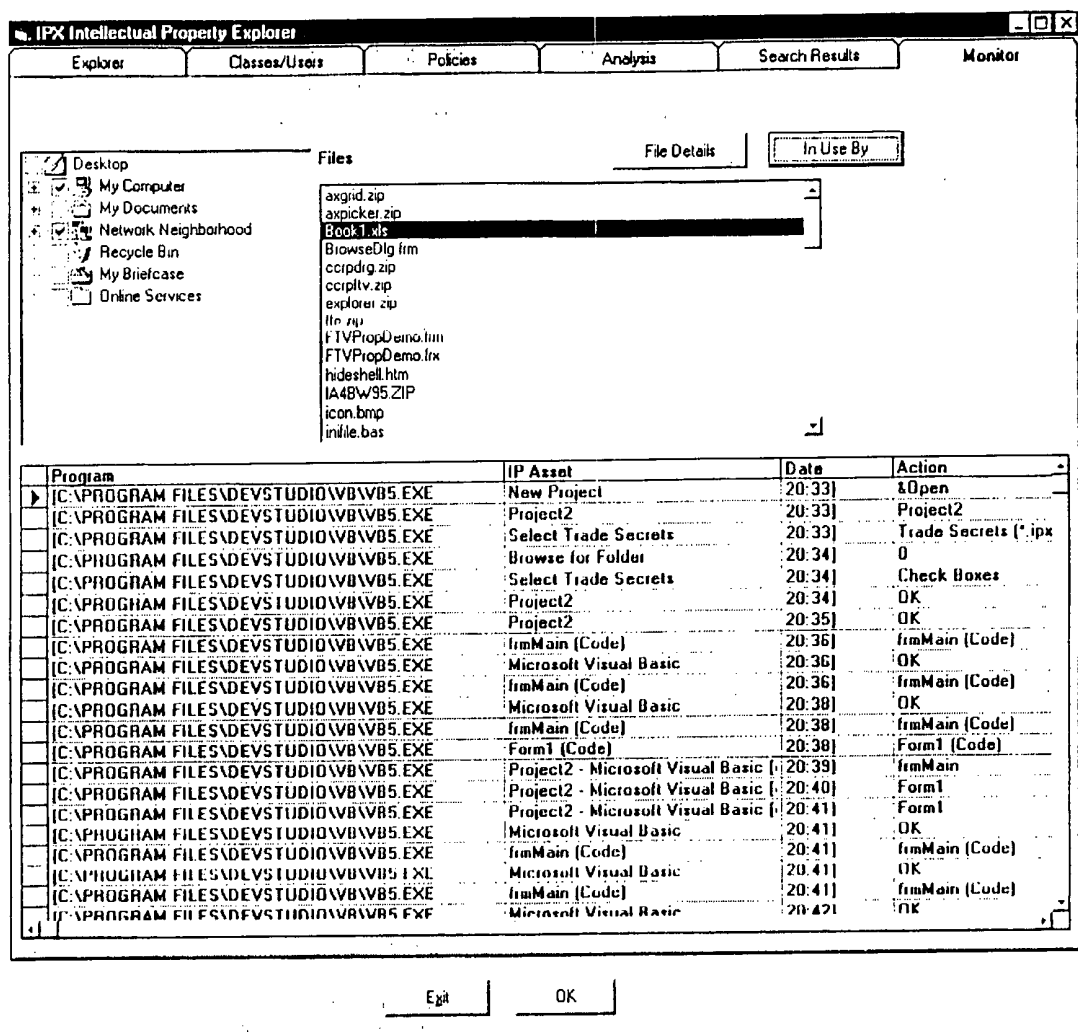 IPX Intellectual Property Explorer
Explorer Classes/Users Policies Analysis Search Results Monitor
File Details In Use By
Files
Desktop
My Computer
My Documents
Network Neighborhood
Recycle Bin
My Briefcase
Online Services
axgrid.zip
axpicker.zip
Book1.xls
BrowseDlg.frm
ccrpdrg.zip
ccrpltv.zip
explorer.zip
FTVPropDemo.frm
FTVPropDemo.frx
hideshell.htm
IA4BW95.ZIP
icon.bmp
inifile.bas
Program IP Asset Date Action
[C:\PROGRAM FILES\DEVSTUDIO\VB\VB5.EXE New Project 20:33] &Open
[C:\PROGRAM FILES\DEVSTUDIO\VB\VB5.EXE Project2 20:33] Project2
[C:\PROGRAM FILES\DEVSTUDIO\VB\VB5.EXE Select Trade Secrets 20:33] Trade Secrets (*.ipx
[C:\PROGRAM FILES\DEVSTUDIO\VB\VB5.EXE Browse for Folder 20:34] 0
[C:\PROGRAM FILES\DEVSTUDIO\VB\VB5.EXE Select Trade Secrets 20:34] Check Boxes
[C:\PROGRAM FILES\DEVSTUDIO\VB\VB5.EXE Project2 20:34] OK
[C:\PROGRAM FILES\DEVSTUDIO\VB\VB5.EXE Project2 20:35] OK
[C:\PROGRAM FILES\DEVSTUDIO\VB\VB5.EXE frmMain (Code) 20:36] frmMain (Code)
[C:\PROGRAM FILES\DEVSTUDIO\VB\VB5.EXE Microsoft Visual Basic 20:36] OK
[C:\PROGRAM FILES\DEVSTUDIO\VB\VB5.EXE frmMain (Code) 20:36] frmMain (Code)
[C:\PROGRAM FILES\DEVSTUDIO\VB\VB5.EXE Microsoft Visual Basic 20:38] OK
[C:\PROGRAM FILES\DEVSTUDIO\VB\VB5.EXE frmMain (Code) 20:38] frmMain (Code)
[C:\PROGRAM FILES\DEVSTUDIO\VB\VB5.EXE Form1 (Code) 20:38] Form1 (Code)
[C:\PROGRAM FILES\DEVSTUDIO\VB\VB5.EXE Project2 - Microsoft Visual Basic [ 20:39] frmMain
[C:\PROGRAM FILES\DEVSTUDIO\VB\VB5.EXE Project2 - Microsoft Visual Basic [ 20:40] Form1
[C:\PROGRAM FILES\DEVSTUDIO\VB\VB5.EXE Project2 - Microsoft Visual Basic [ 20:41] Form1
[C:\PROGRAM FILES\DEVSTUDIO\VB\VB5.EXE Microsoft Visual Basic 20:41] OK
[C:\PROGRAM FILES\DEVSTUDIO\VB\VB5.EXE frmMain (Code) 20:41] frmMain (Code)
[C:\PROGRAM FILES\DEVSTUDIO\VB\VB5.EXE Microsoft Visual Basic 20:41] OK
[C:\PROGRAM FILES\DEVSTUDIO\VB\VB5.EXE frmMain (Code) 20:41] frmMain (Code)
[C:\PROGRAM FILES\DEVSTUDIO\VB\VB5.EXE Microsoft Visual Basic 20:42] OK
Exit OK